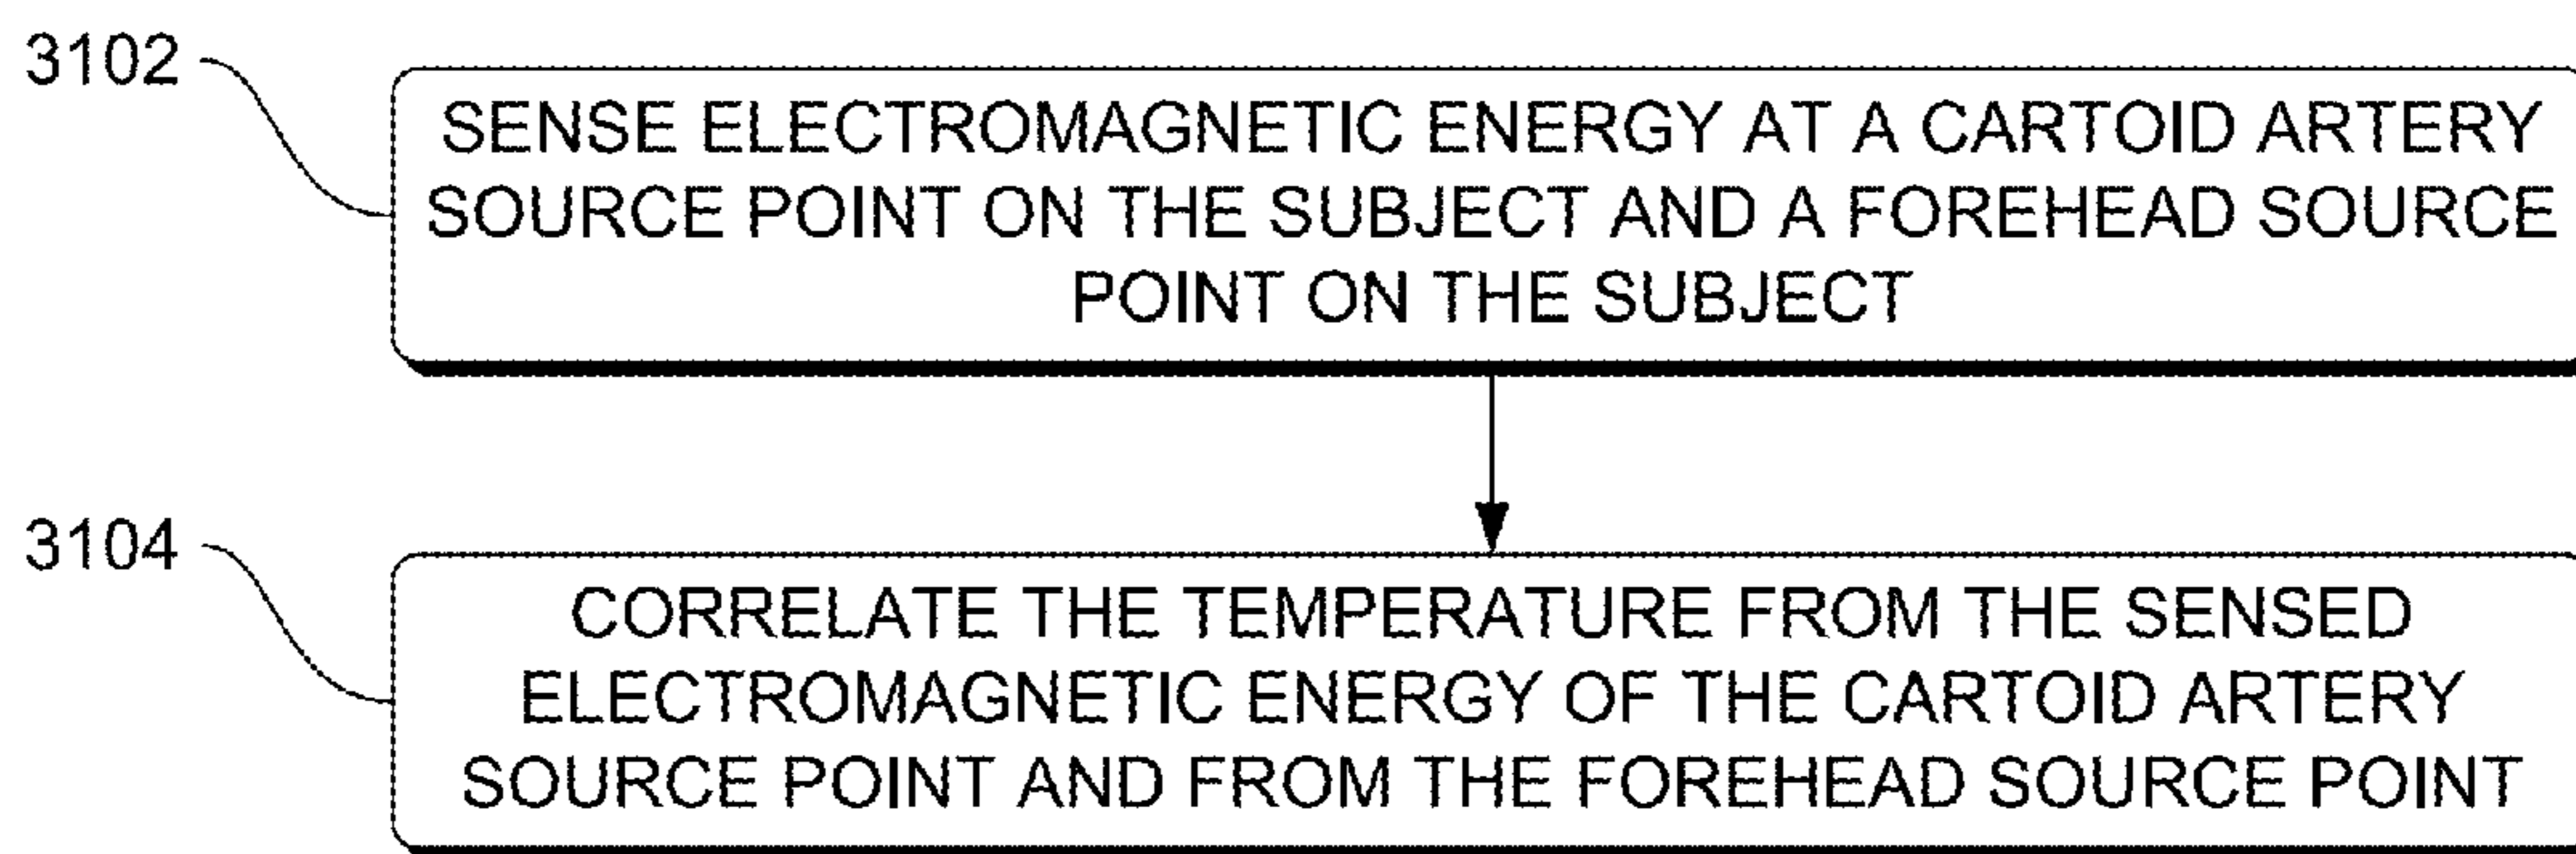 3102
SENSE ELECTROMAGNETIC ENERGY AT A CARTOID ARTERY
SOURCE POINT ON THE SUBJECT AND A FOREHEAD SOURCE
POINT ON THE SUBJECT
3104
CORRELATE THE TEMPERATURE FROM THE SENSED
ELECTROMAGNETIC ENERGY OF THE CARTOID ARTERY
SOURCE POINT AND FROM THE FOREHEAD SOURCE POINT